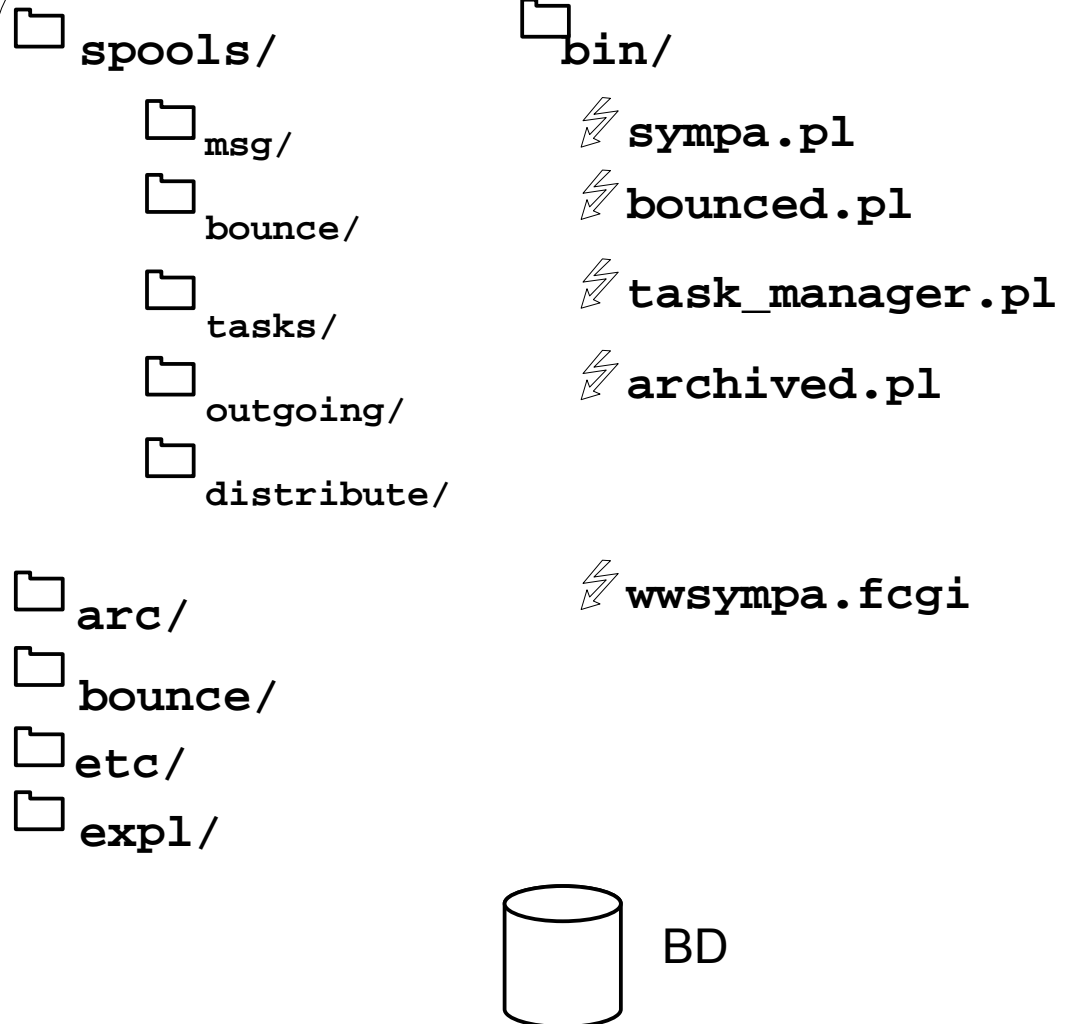 spools/
msg/
bounce/
tasks/
outgoing/
distribute/
arc/
bounce/
etc/
expl/
bin/
sympa.pl
bounced.pl
task_manager.pl
archived.pl
wwsympa.fcgi
BD